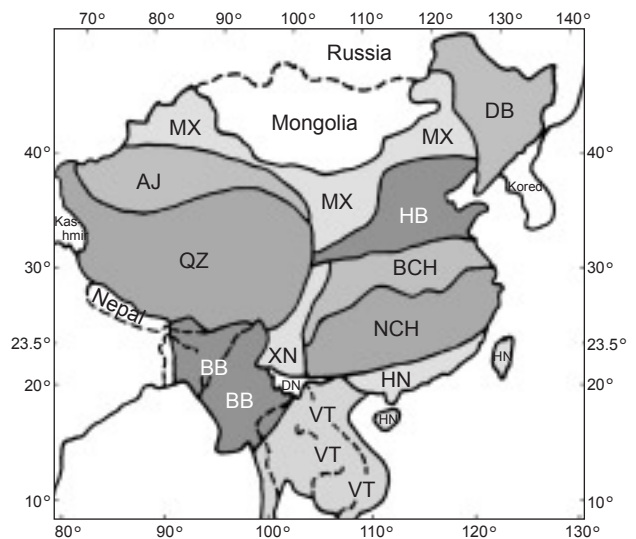 70° 80° 90° 100° 110° 120° 130° 140°
Russia
DB
MX Mongolia MX
40° 40°
AJ MX Kored
HB
Kas-
hmir
QZ BCH
30° 30°
Nepal
NCH
23.5° XN 23.5°
BB HN
20° DN HN 20°
BB VT HN
VT
VT
10° 10°
80° 90° 100° 110° 120° 130°